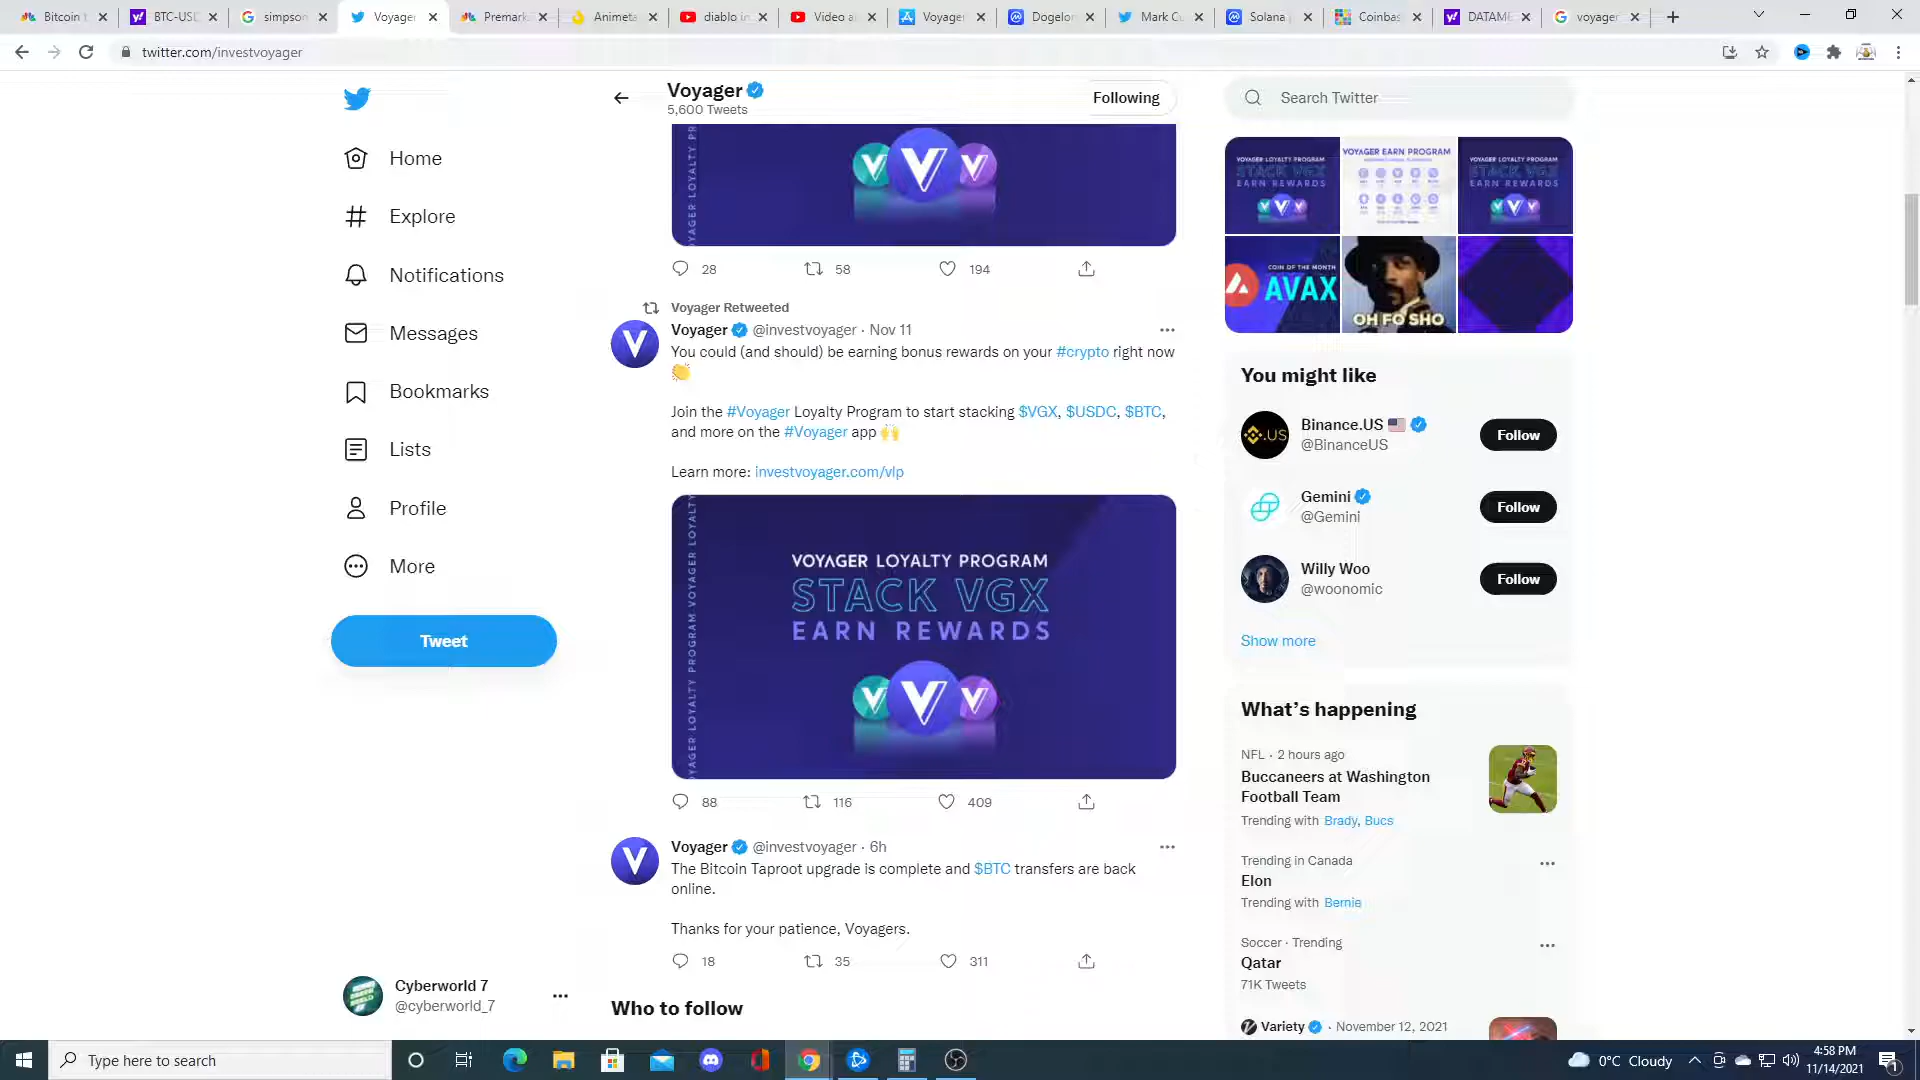 Bitcoin t
BTC-USD
simpson
Voyager
Premark
Animeta
diablo in
Video a
Voyager
Dogelon
Mark Cu
Solana
Coinbas
DATAME
voyager
twitter.com/investvoyager
Voyager
5,600 Tweets
Following
Search Twitter
Home
Explore
Notifications
Messages
Bookmarks
Lists
Profile
More
Tweet
Cyberworld 7
@cyberworld_7
28 58 194
Voyager Retweeted
Voyager @investvoyager · Nov 11
You could (and should) be earning bonus rewards on your #crypto right now
👏
Join the #Voyager Loyalty Program to start stacking $VGX, $USDC, $BTC,
and more on the #Voyager app 🙌
Learn more: investvoyager.com/vlp
VOYAGER LOYALTY PROGRAM
STACK VGX
EARN REWARDS
88 116 409
Voyager @investvoyager · 6h
The Bitcoin Taproot upgrade is complete and $BTC transfers are back
online.
Thanks for your patience, Voyagers.
18 35 311
Who to follow
VOYAGER LOYALTY PROGRAM
STACK VGX
EARN REWARDS
VOYAGER EARN PROGRAM
VOYAGER LOYALTY PROGRAM
STACK VGX
EARN REWARDS
COIN OF THE MONTH
AVAX
OH FO SHO
You might like
Binance.US
@BinanceUS
Follow
Gemini
@Gemini
Follow
Willy Woo
@woonomic
Follow
Show more
What's happening
NFL · 2 hours ago
Buccaneers at Washington
Football Team
Trending with Brady, Bucs
Trending in Canada
Elon
Trending with Bernie
Soccer · Trending
Qatar
71K Tweets
Variety · November 12, 2021
Type here to search
0°C Cloudy
4:58 PM
11/14/2021